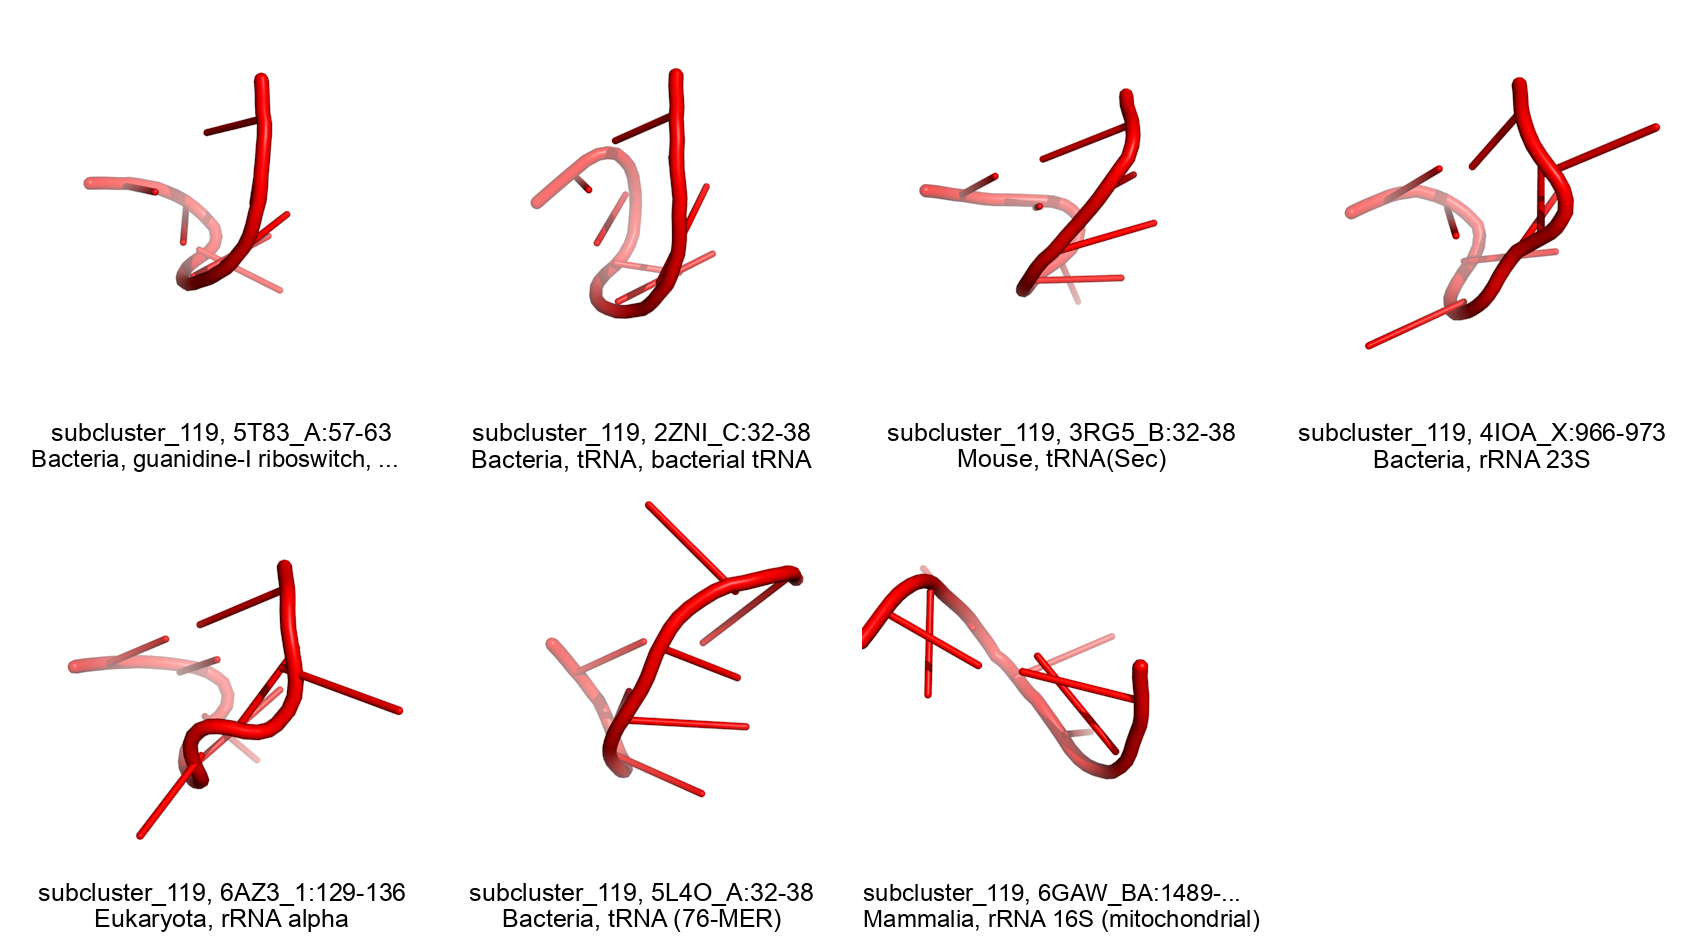 subcluster_119, 5T83_A:57-63
Bacteria, guanidine-I riboswitch, ...
subcluster_119, 2ZNI_C:32-38
Bacteria, tRNA, bacterial tRNA
subcluster_119, 3RG5_B:32-38
Mouse, tRNA(Sec)
subcluster_119, 4IOA_X:966-973
Bacteria, rRNA 23S
subcluster_119, 6AZ3_1:129-136
Eukaryota, rRNA alpha
subcluster_119, 5L4O_A:32-38
Bacteria, tRNA (76-MER)
subcluster_119, 6GAW_BA:1489-...
Mammalia, rRNA 16S (mitochondrial)